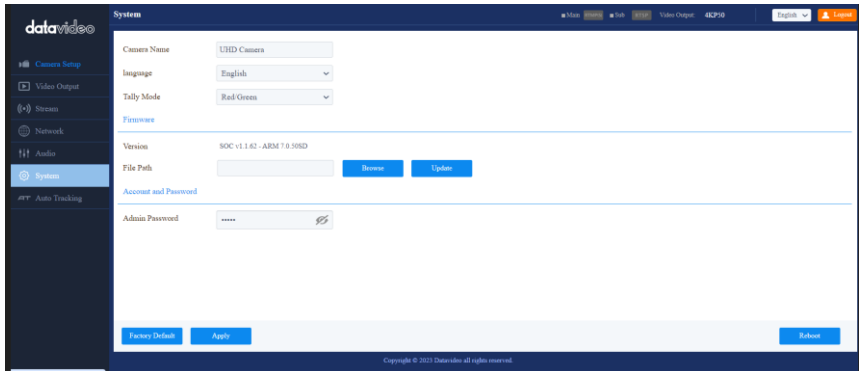 datavideo
System
Main
Sub
STOP
Video Output: 4KP50
English
Logout
Camera Setup
Video Output
Stream
Network
Audio
System
Auto Tracking
Camera Name
UHD Camera
language
English
Tally Mode
Red/Green
Firmware
Version
SOC v1.1.62 - ARM 7.0.50SD
File Path
Browse
Update
Account and Password
Admin Password
•••••
Factory Default
Apply
Reboot
Copyright © 2023 Datavideo all rights reserved.